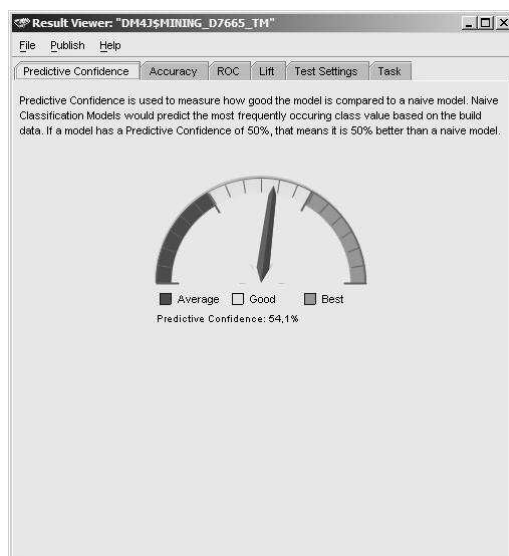 Result Viewer: "DM4J$MINING_D7665_TM"
File Publish Help
Predictive Confidence Accuracy ROC Lift Test Settings Task
Predictive Confidence is used to measure how good the model is compared to a naive model. Naive
Classification Models would predict the most frequently occuring class value based on the build
data. If a model has a Predictive Confidence of 50%, that means it is 50% better than a naive model.
Average Good Best
Predictive Confidence: 54,1%